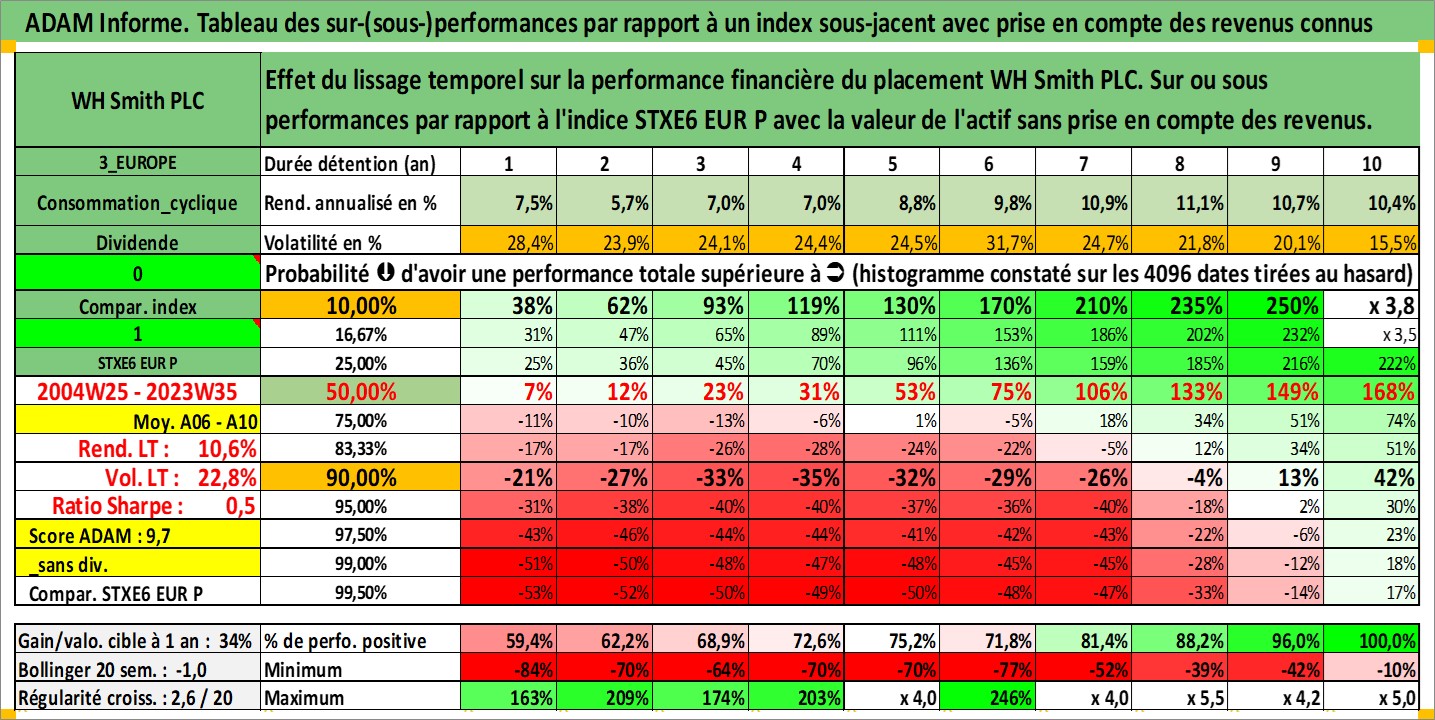 ADAM Informe. Tableau des sur-(sous-)performances par rapport à un index sous-jacent avec prise en compte des revenus connus
WH Smith PLC
Effet du lissage temporel sur la performance financière du placement WH Smith PLC. Sur ou sous
performances par rapport à l'indice STXE6 EUR P avec la valeur de l'actif sans prise en compte des revenus.
3_EUROPE Durée détention (an) 1 2 3 4 5 6 7 8 9 10
Consommation_cyclique Rend. annualisé en % 7,5% 5,7% 7,0% 7,0% 8,8% 9,8% 10,9% 11,1% 10,7% 10,4%
Dividende Volatilité en % 28,4% 23,9% 24,1% 24,4% 24,5% 31,7% 24,7% 21,8% 20,1% 15,5%
0 Probabilité ⬇ d'avoir une performance totale supérieure à ➲ (histogramme constaté sur les 4096 dates tirées au hasard)
Compar. index 10,00% 38% 62% 93% 119% 130% 170% 210% 235% 250% x 3,8
1 16,67% 31% 47% 65% 89% 111% 153% 186% 202% 232% x 3,5
STXE6 EUR P 25,00% 25% 36% 45% 70% 96% 136% 159% 185% 216% 222%
2004W25 - 2023W35 50,00% 7% 12% 23% 31% 53% 75% 106% 133% 149% 168%
Moy. A06 - A10 75,00% -11% -10% -13% -6% 1% -5% 18% 34% 51% 74%
Rend. LT : 10,6% 83,33% -17% -17% -26% -28% -24% -22% -5% 12% 34% 51%
Vol. LT : 22,8% 90,00% -21% -27% -33% -35% -32% -29% -26% -4% 13% 42%
Ratio Sharpe : 0,5 95,00% -31% -38% -40% -40% -37% -36% -40% -18% 2% 30%
Score ADAM : 9,7 97,50% -43% -46% -44% -44% -41% -42% -43% -22% -6% 23%
_sans div. 99,00% -51% -50% -48% -47% -48% -45% -45% -28% -12% 18%
Compar. STXE6 EUR P 99,50% -53% -52% -50% -49% -50% -48% -47% -33% -14% 17%
Gain/valo. cible à 1 an : 34% % de perfo. positive 59,4% 62,2% 68,9% 72,6% 75,2% 71,8% 81,4% 88,2% 96,0% 100,0%
Bollinger 20 sem. : -1,0 Minimum -84% -70% -64% -70% -70% -77% -52% -39% -42% -10%
Régularité croiss. : 2,6 / 20 Maximum 163% 209% 174% 203% x 4,0 246% x 4,0 x 5,5 x 4,2 x 5,0